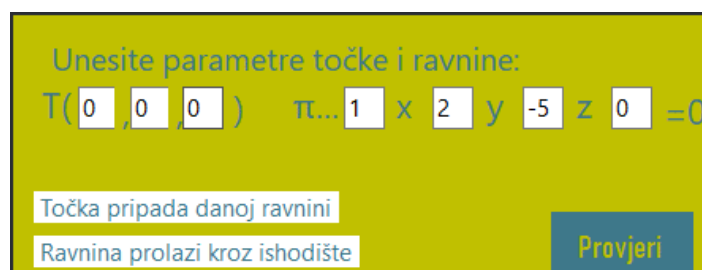 Unesite parametre točke i ravnine:
T( 0 , 0 , 0 ) π... 1 x 2 y -5 z 0 =0
Točka pripada danoj ravnini
Ravnina prolazi kroz ishodište
Provjeri